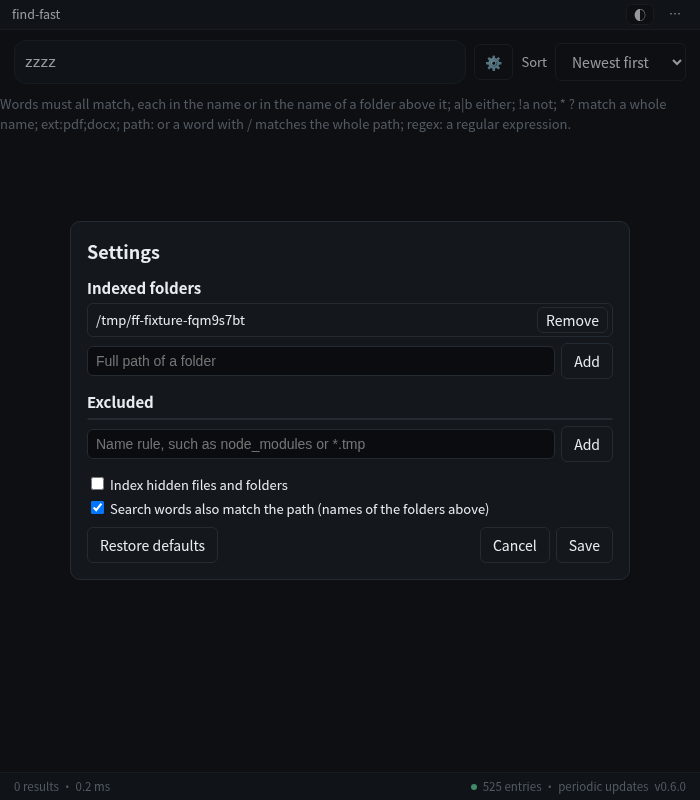 find-fast
zzzz
Sort
Newest first
Words must all match, each in the name or in the name of a folder above it; a|b either; !a not; * ? match a whole
name; ext:pdf;docx; path: or a word with / matches the whole path; regex: a regular expression.
Settings
Indexed folders
/tmp/ff-fixture-fqm9s7bt
Remove
Full path of a folder
Add
Excluded
Name rule, such as node_modules or *.tmp
Add
Index hidden files and folders
Search words also match the path (names of the folders above)
Restore defaults
Cancel
Save
0 results • 0.2 ms
525 entries • periodic updates v0.6.0